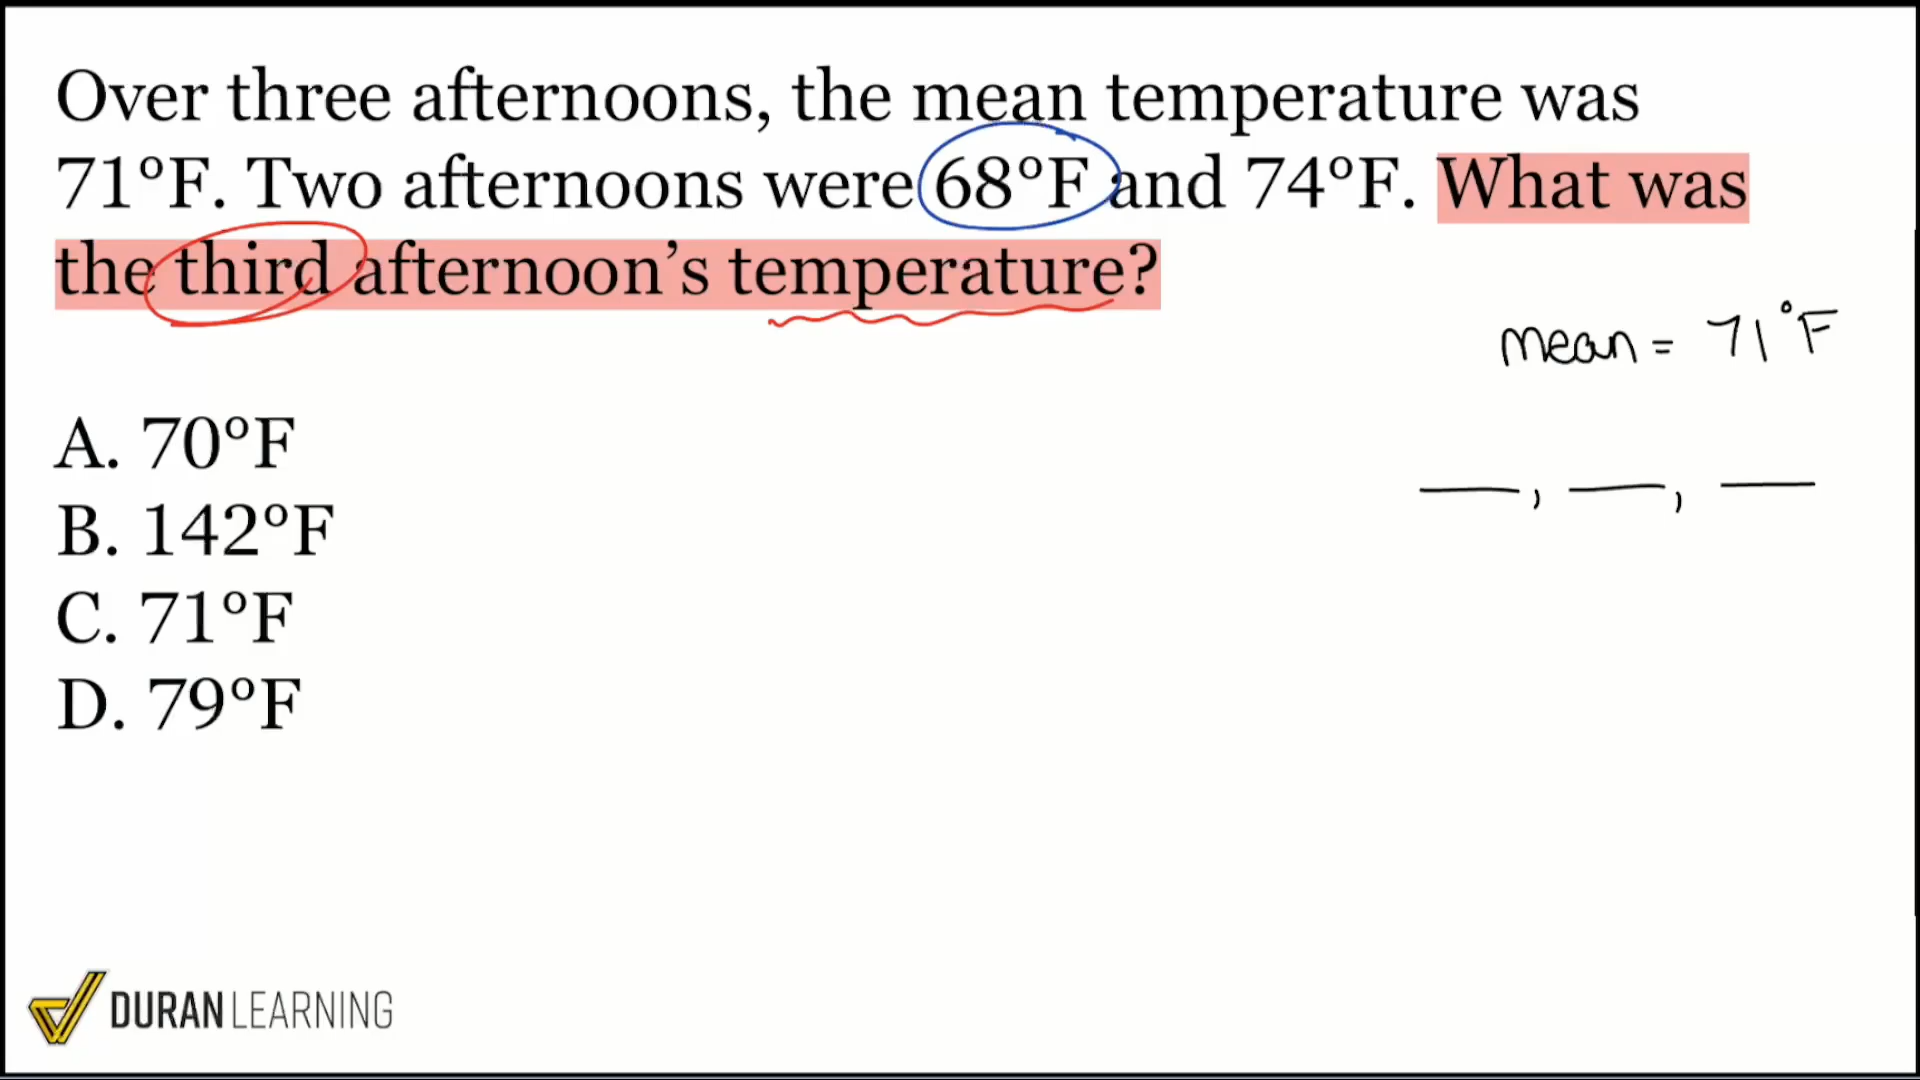 Over three afternoons, the mean temperature was
71°F. Two afternoons were 68°F and 74°F. What was
the third afternoon’s temperature?
mean = 71°F
A. 70°F
B. 142°F
C. 71°F
D. 79°F
DURAN LEARNING